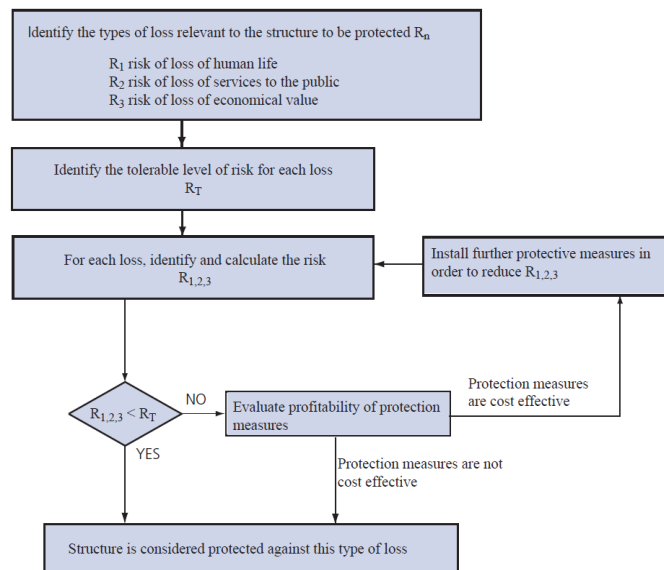 Identify the types of loss relevant to the structure to be protected Rₙ
R₁ risk of loss of human life
R₂ risk of loss of services to the public
R₃ risk of loss of economical value
Identify the tolerable level of risk for each loss
R_T
For each loss, identify and calculate the risk
R₁,₂,₃
Install further protective measures in
order to reduce R₁,₂,₃
R₁,₂,₃ < R_T
NO
YES
Evaluate profitability of protection
measures
Protection measures
are cost effective
Protection measures are not
cost effective
Structure is considered protected against this type of loss